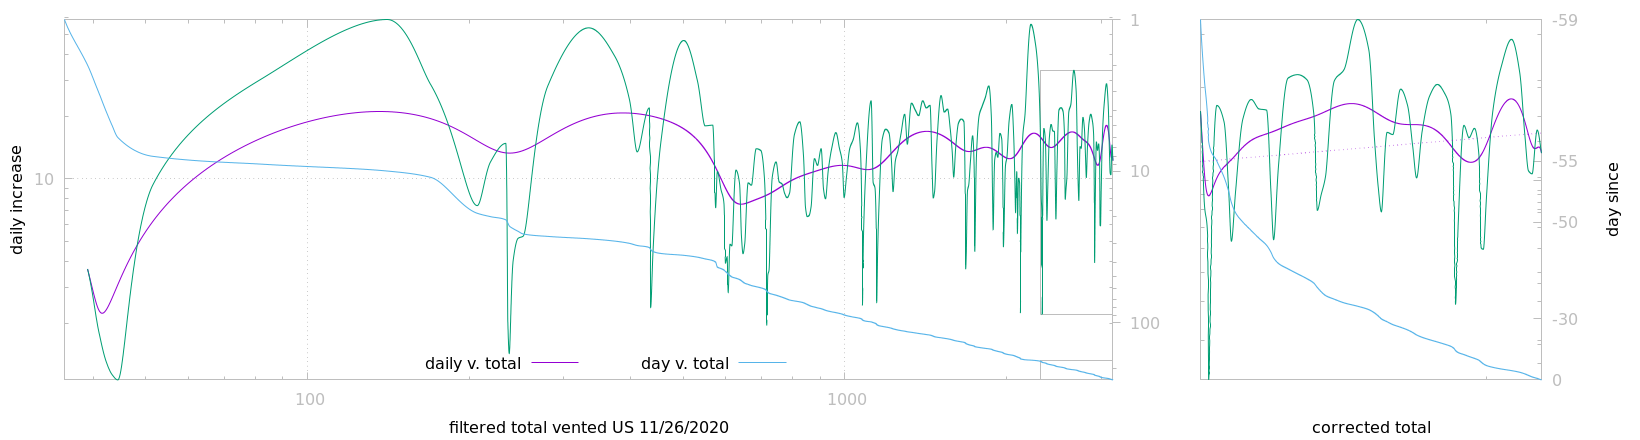 1
-59
daily increase
10
10
-55
-50
day since
100
-30
daily v. total
day v. total
0
100
1000
filtered total vented US 11/26/2020
corrected total